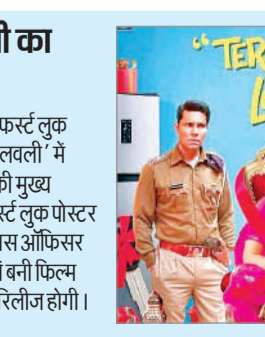 ी का
फर्स्ट लुक
लवली' में
की मुख्य
र्स्ट लुक पोस्टर
स ऑफिसर
बनी फिल्म
रिलीज होगी।
"TER
L